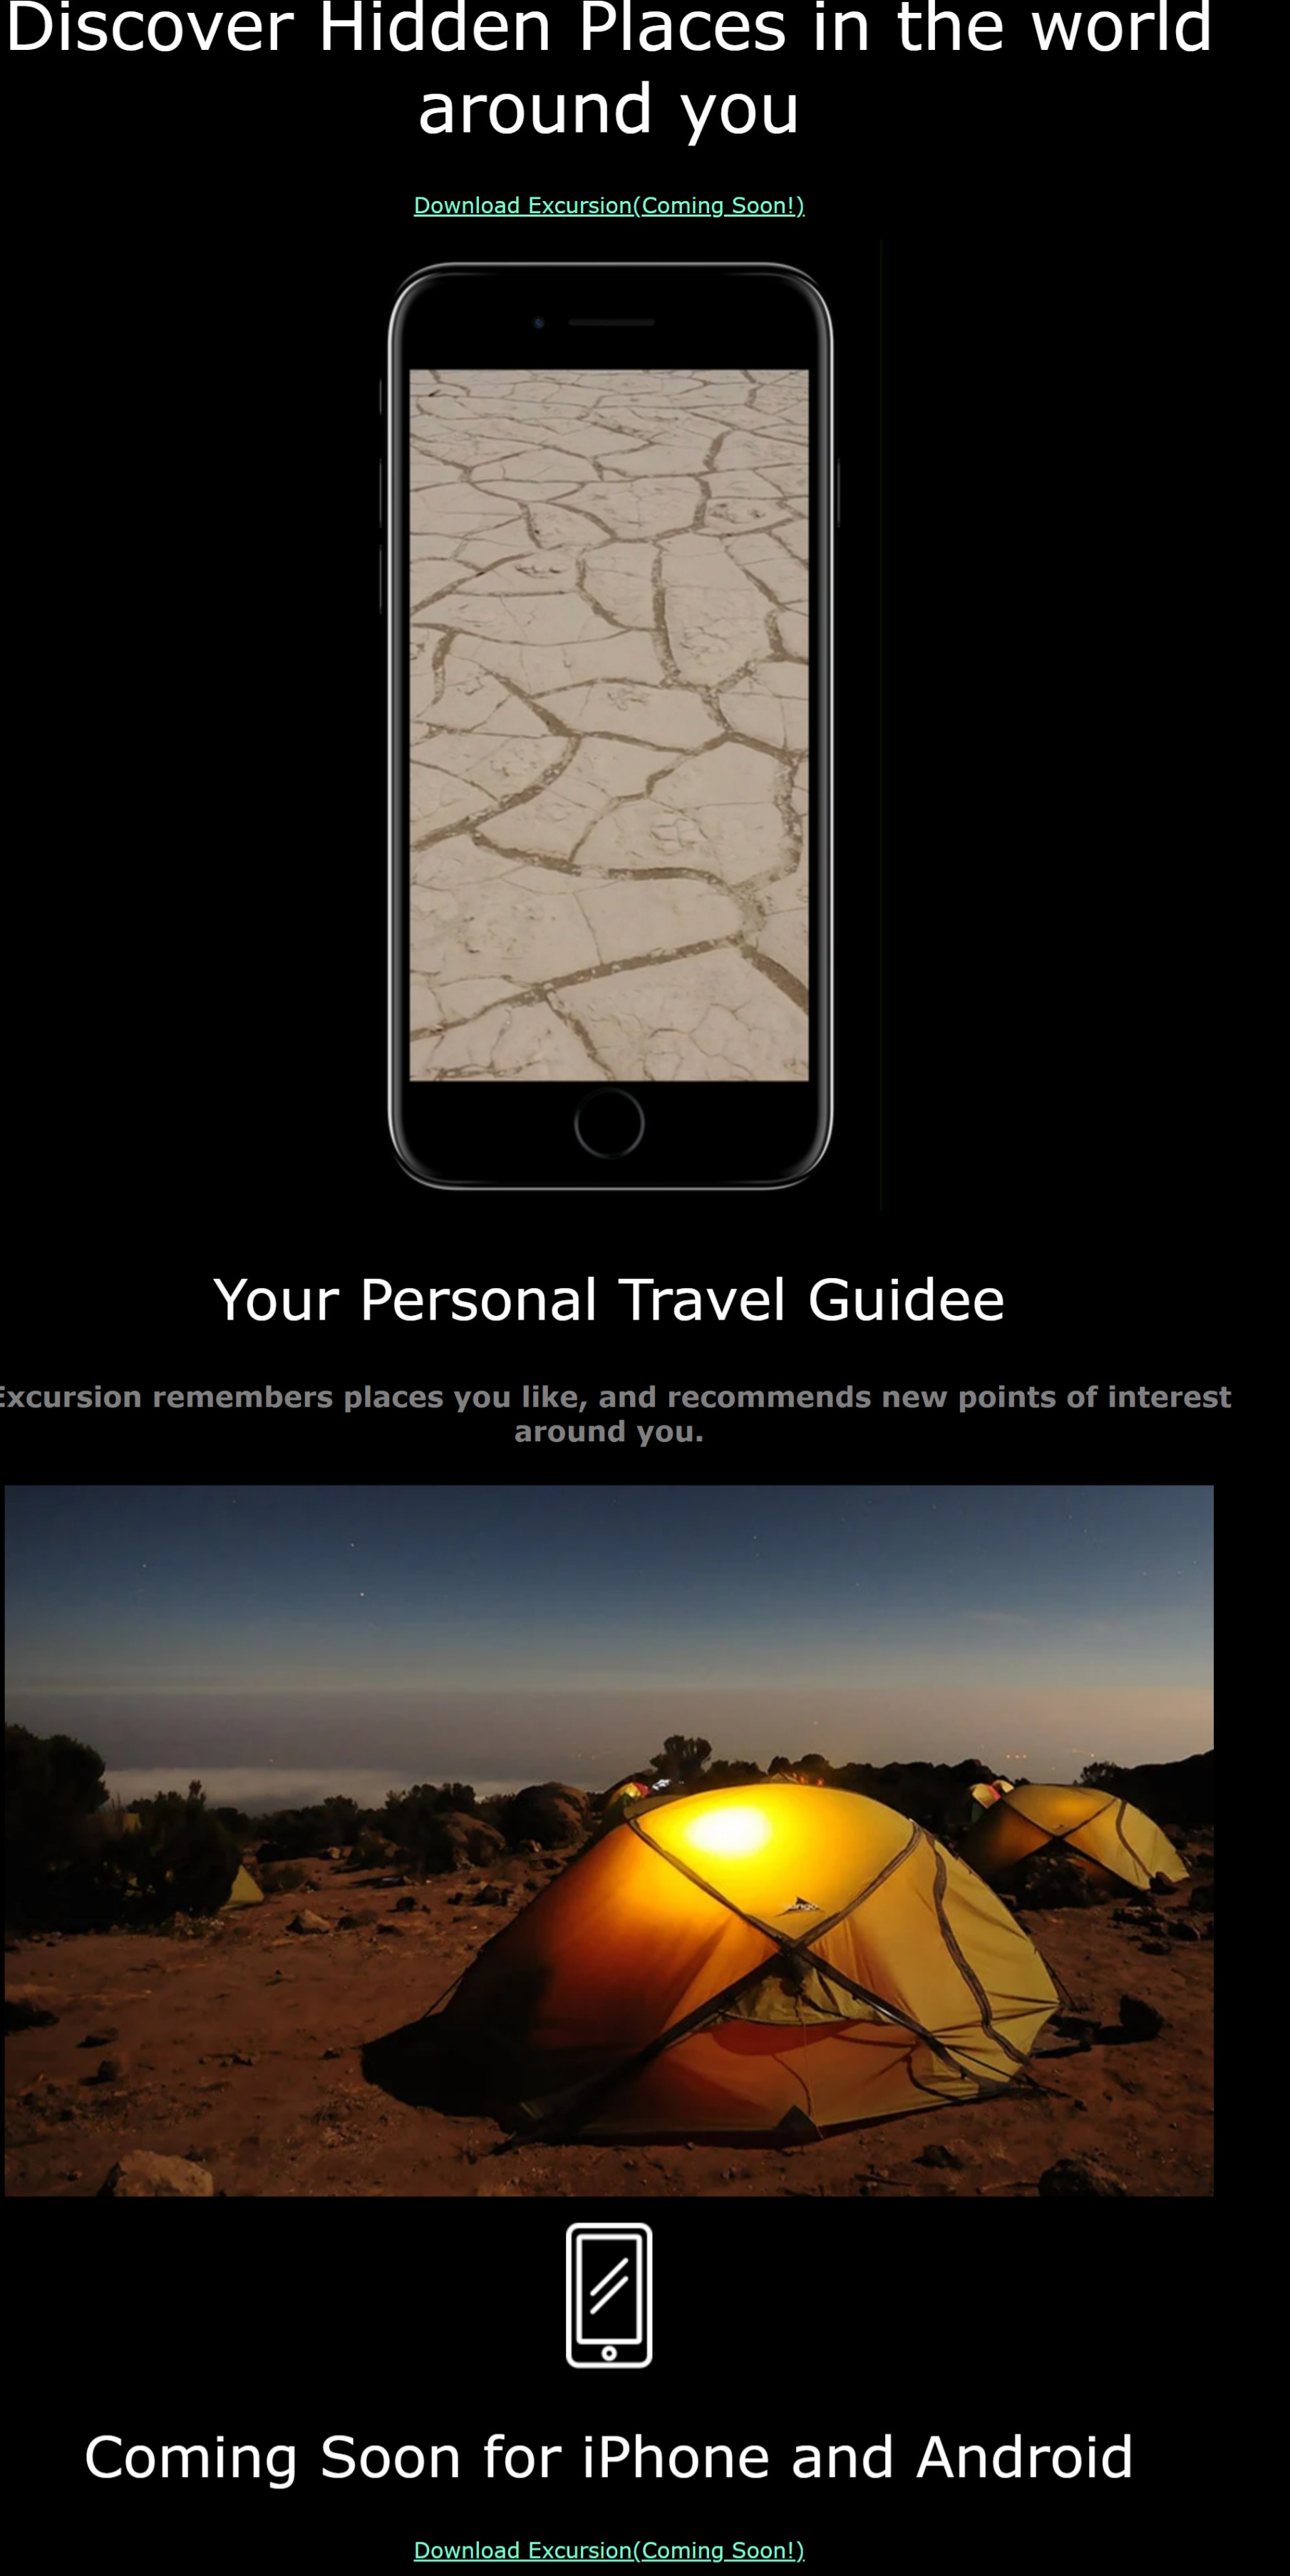 Discover Hidden Places in the world
around you
Download Excursion(Coming Soon!)
Your Personal Travel Guidee
Excursion remembers places you like, and recommends new points of interest
around you.
Coming Soon for iPhone and Android
Download Excursion(Coming Soon!)